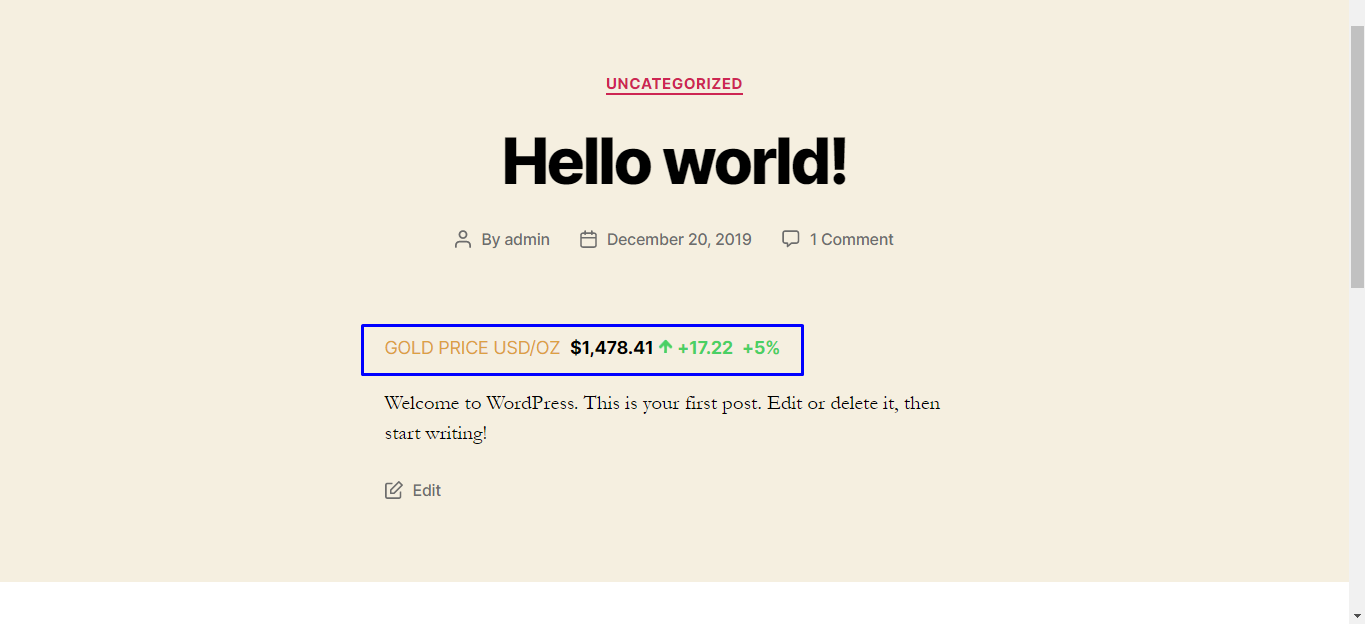 UNCATEGORIZED
Hello world!
By admin December 20, 2019 1 Comment
GOLD PRICE USD/OZ $1,478.41 +17.22 +5%
Welcome to WordPress. This is your first post. Edit or delete it, then
start writing!
Edit